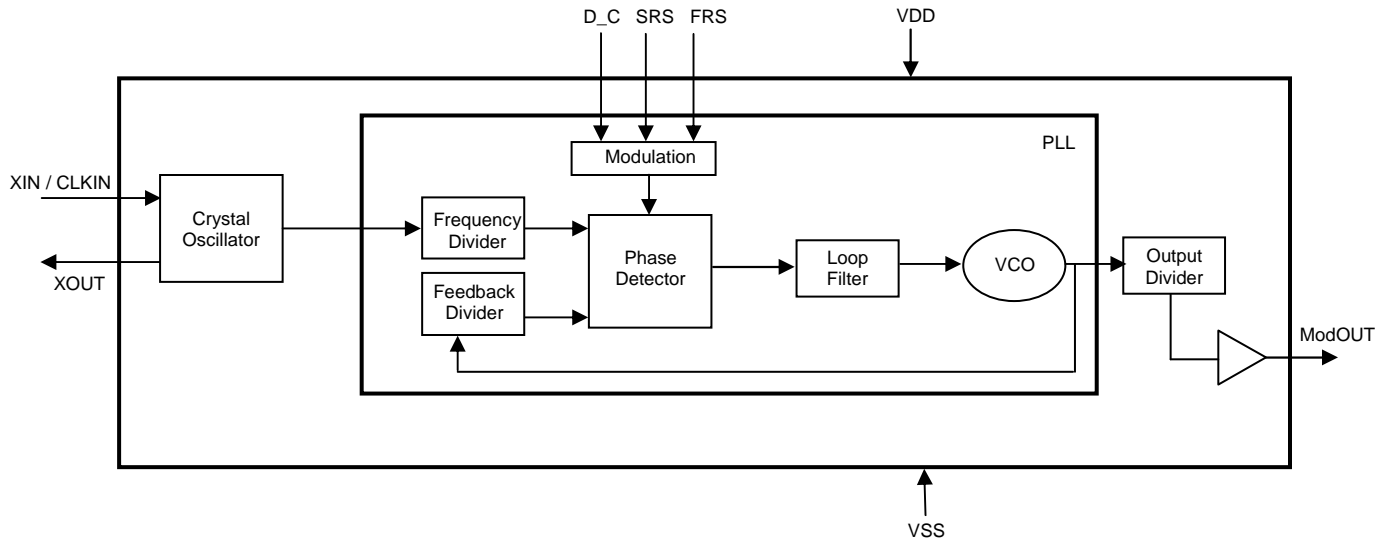 D_C SRS FRS
VDD
PLL
Modulation
XIN / CLKIN
Crystal
Oscillator
Frequency
Divider
Phase
Detector
Loop
Filter
VCO
Output
Divider
XOUT
Feedback
Divider
ModOUT
VSS